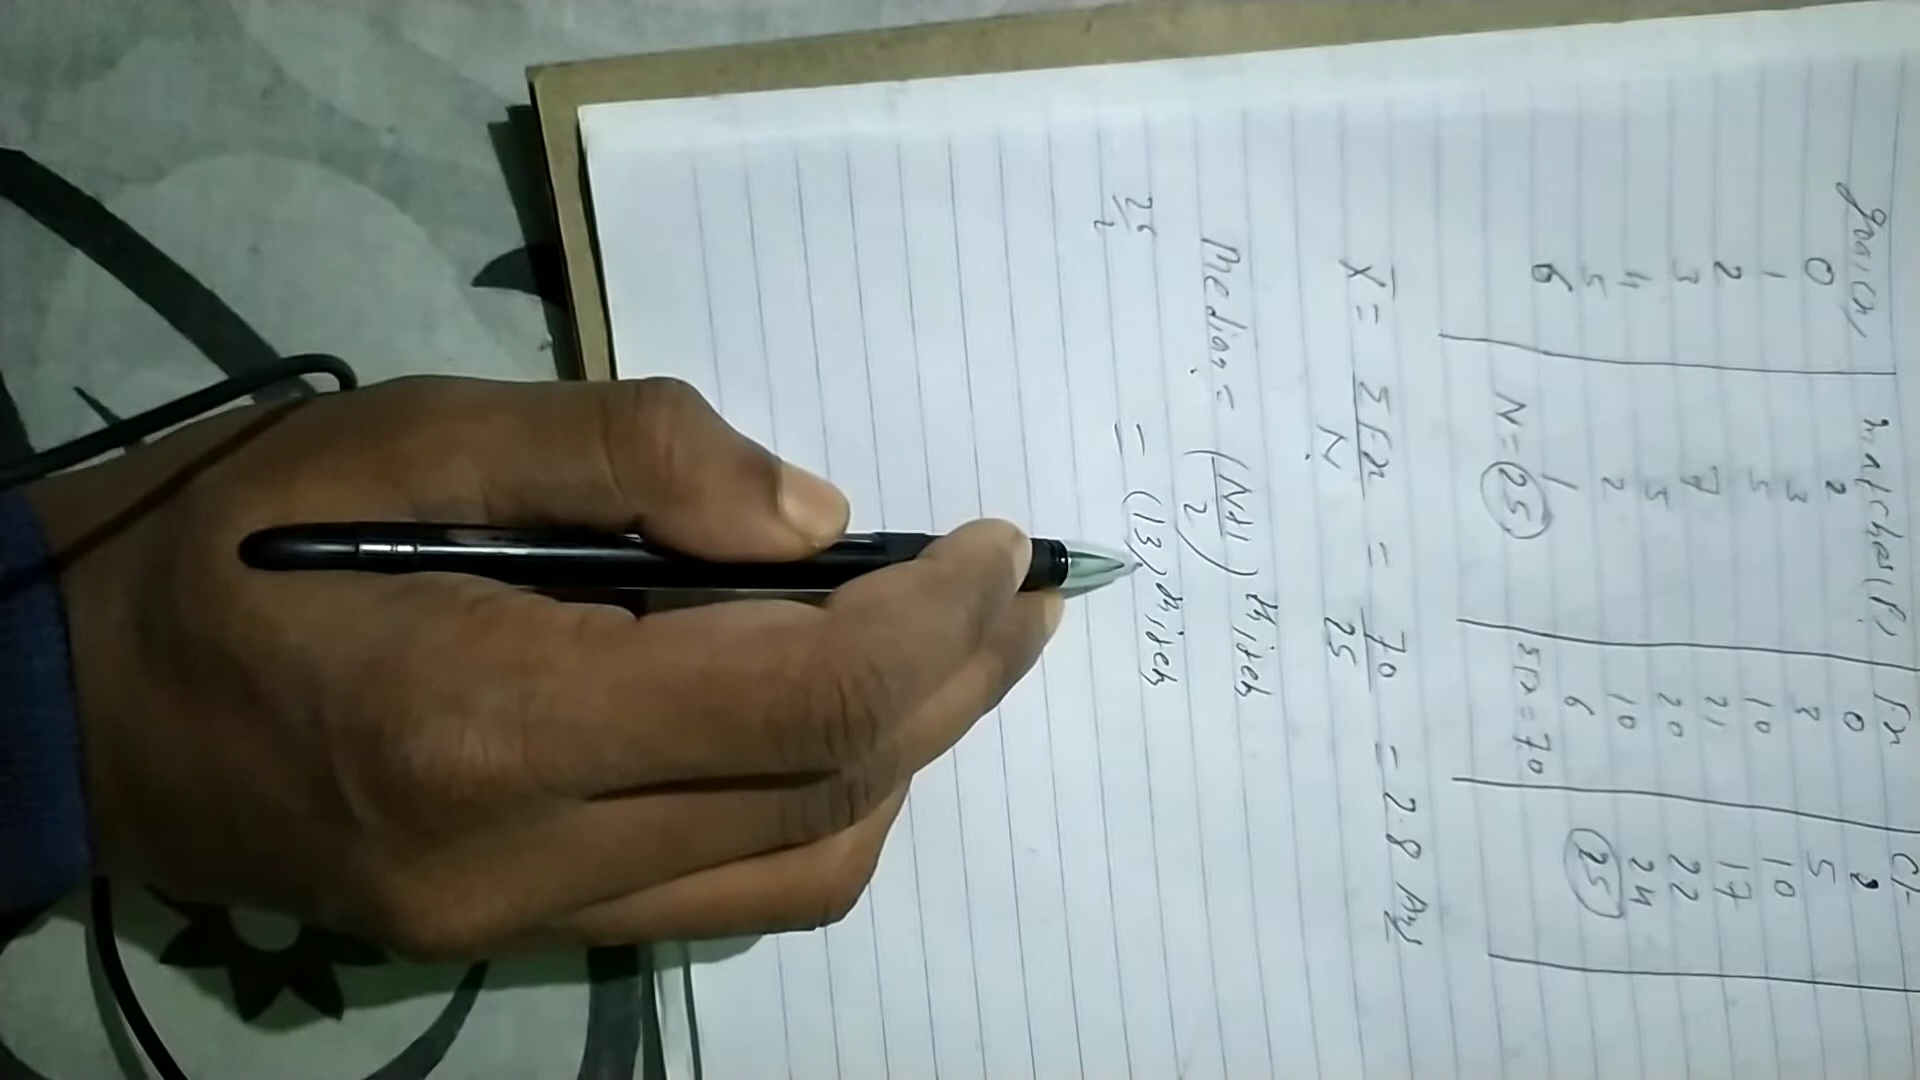 goals(x) matches(f) fx cf
0 2 0 2
1 3 3 5
2 5 10 10
3 7 21 17
4 5 20 22
5 2 10 24
6 1 6 25
N = 25 Σfx = 70
X̄ = Σfx/N = 70/25 = 2.8 Ans
Median = (N+1/2)th item
26/2 = (13)th item